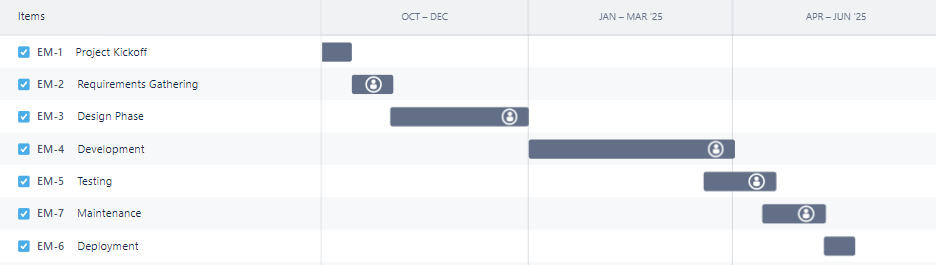 Items OCT – DEC JAN – MAR '25 APR – JUN '25
EM-1 Project Kickoff
EM-2 Requirements Gathering
EM-3 Design Phase
EM-4 Development
EM-5 Testing
EM-7 Maintenance
EM-6 Deployment